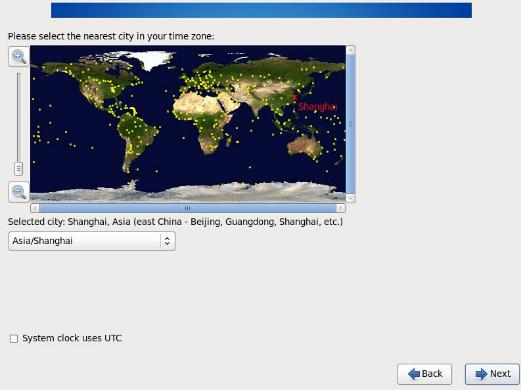 Please select the nearest city in your time zone:
Shanghai
Selected city: Shanghai, Asia (east China - Beijing, Guangdong, Shanghai, etc.)
Asia/Shanghai
System clock uses UTC
Back
Next